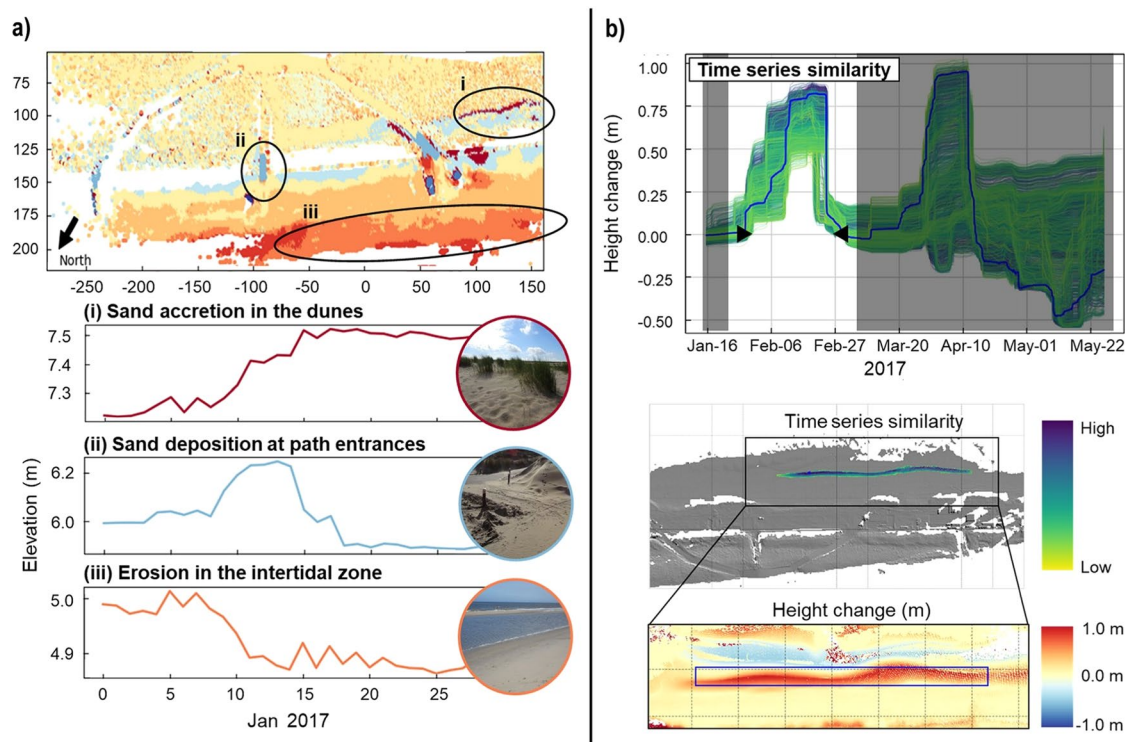 a)
75
100
125
150
175
200
i
ii
iii
North
-250 -200 -150 -100 -50 0 50 100 150
(i) Sand accretion in the dunes
7.5
7.4
7.3
(ii) Sand deposition at path entrances
6.2
6.0
Elevation (m)
(iii) Erosion in the intertidal zone
5.0
4.9
0 5 10 15 20 25
Jan 2017
b)
Time series similarity
1.00
0.75
0.50
0.25
0.00
-0.25
-0.50
Height change (m)
Jan-16 Feb-06 Feb-27 Mar-20 Apr-10 May-01 May-22
2017
Time series similarity
High
Low
Height change (m)
1.0 m
0.0 m
-1.0 m